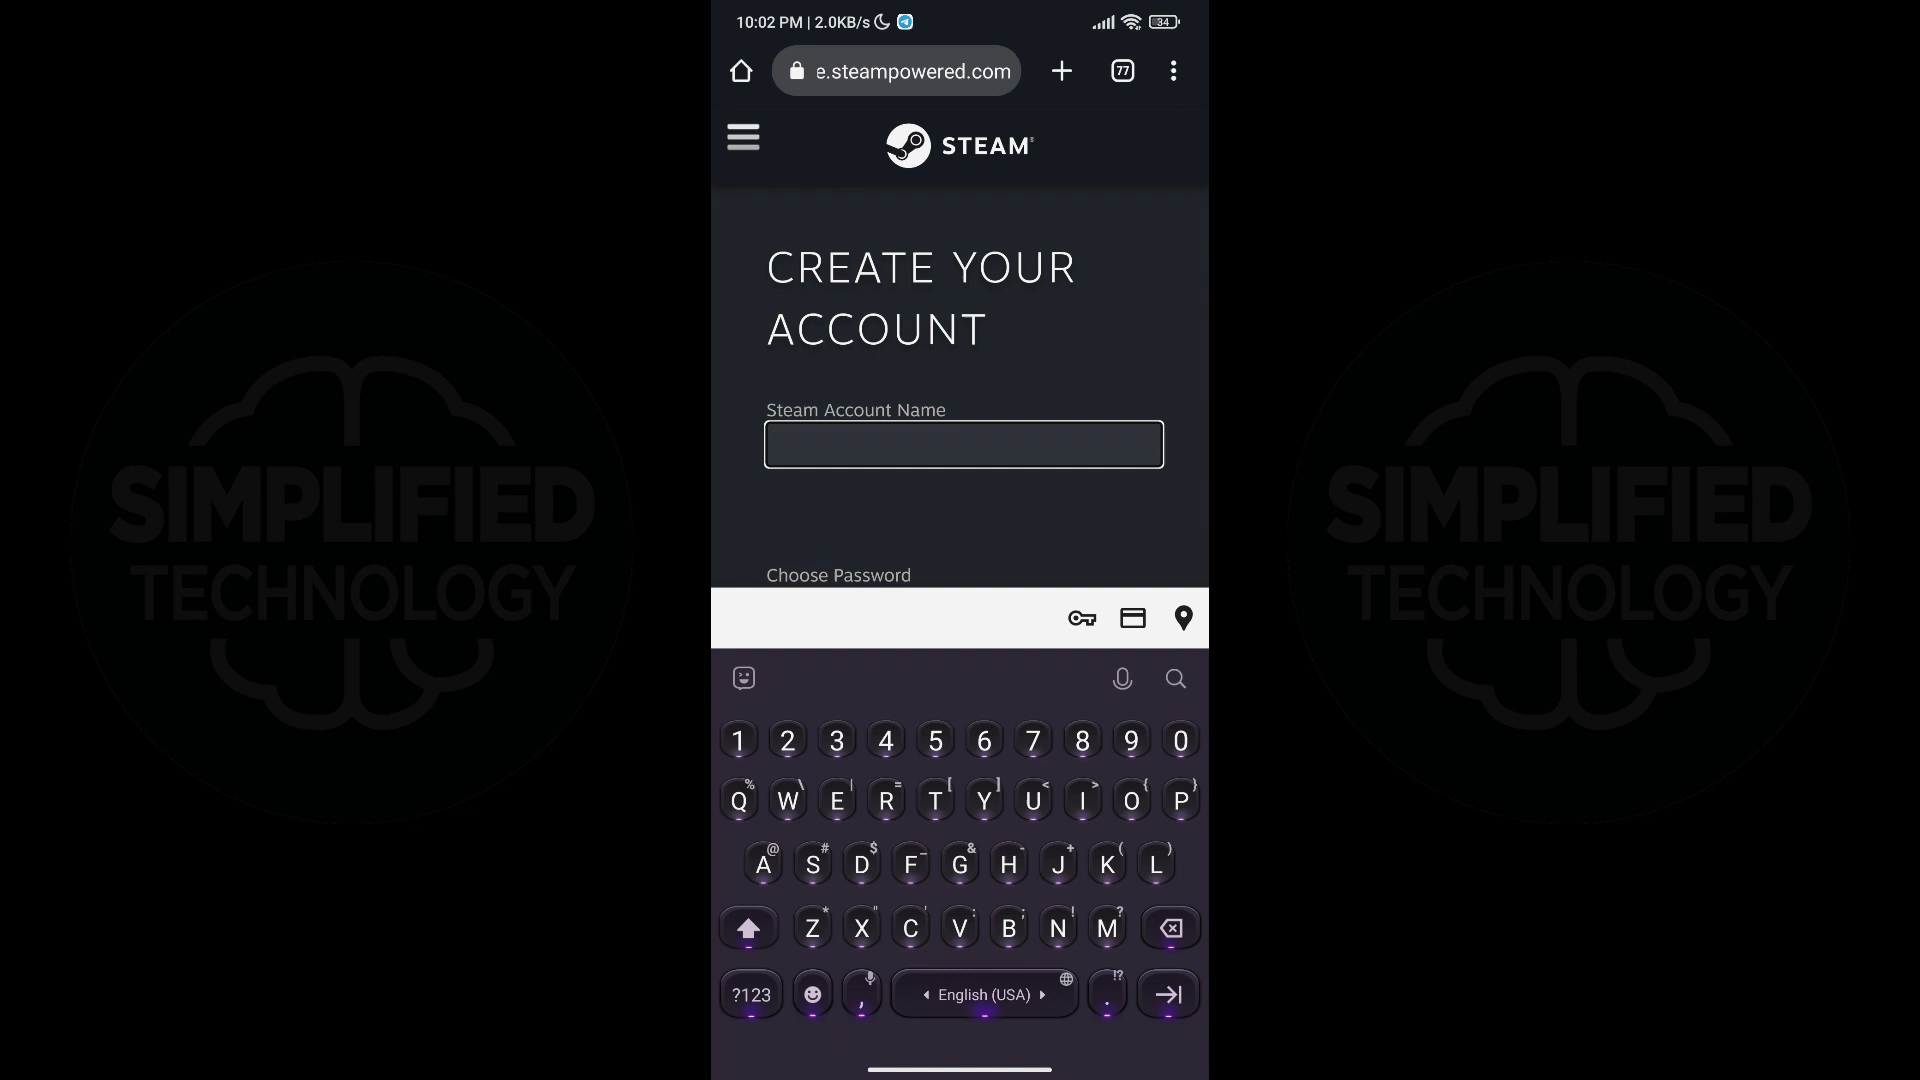 10:02 PM | 2.0KB/s
34
e.steampowered.com
77
STEAM
CREATE YOUR
ACCOUNT
Steam Account Name
Choose Password
SIMPLIFIED
TECHNOLOGY
SIMPLIFIED
TECHNOLOGY
1 2 3 4 5 6 7 8 9 0
% \ | = [ ] < > { }
Q W E R T Y U I O P
@ # $ _ & - + ( )
A S D F G H J K L
* " ' : ; ! ?
Z X C V B N M
!?
?123 , English (USA) .